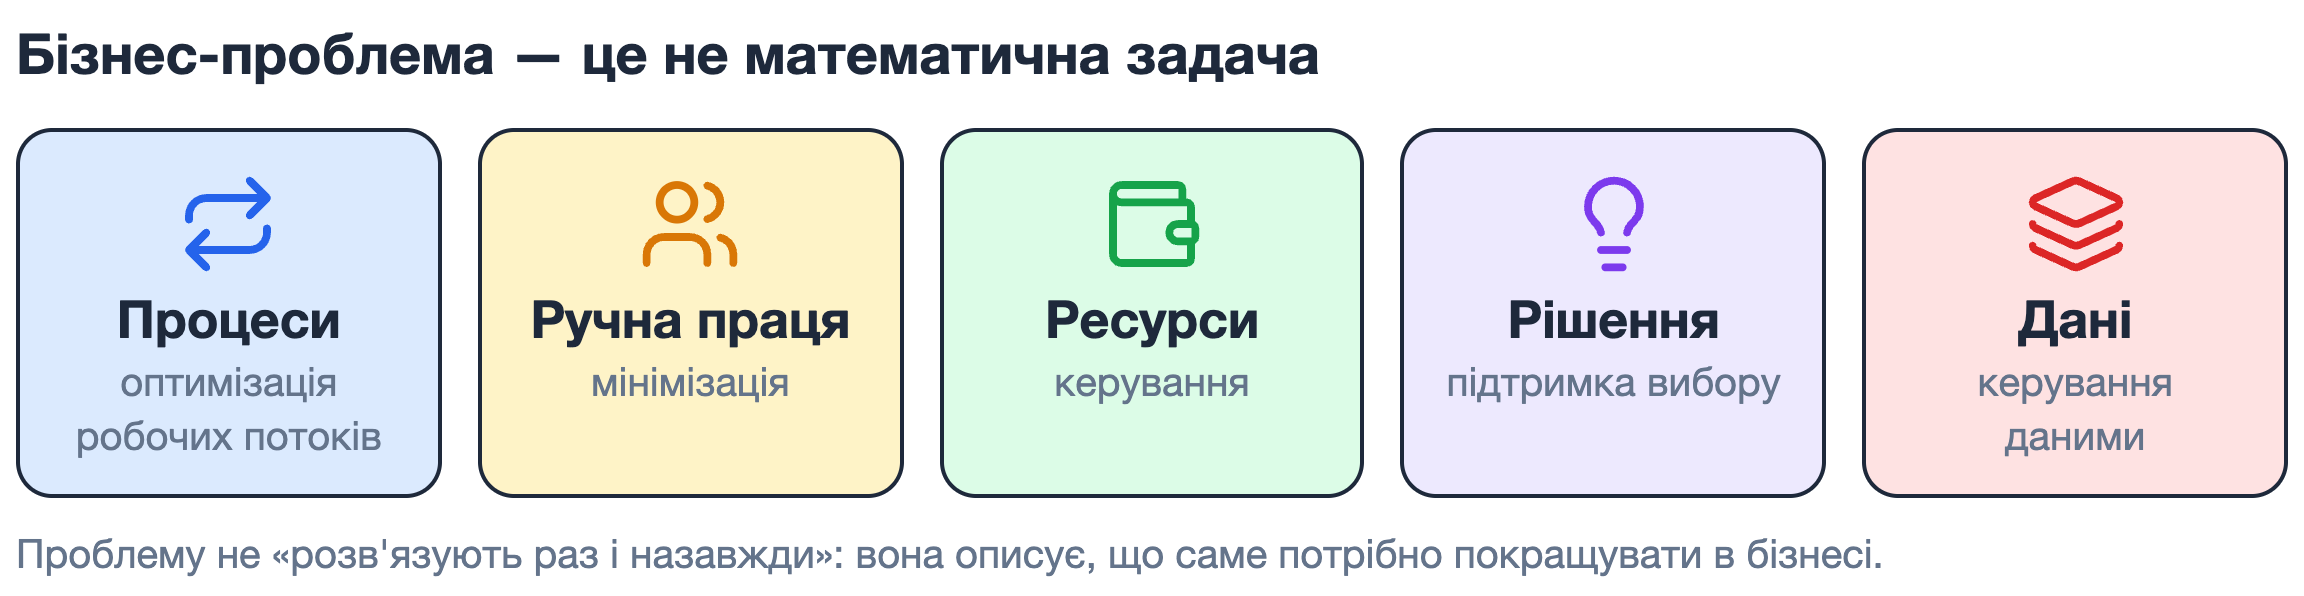 Бізнес-проблема — це не математична задача
Процеси
оптимізація
робочих потоків
Ручна праця
мінімізація
Ресурси
керування
Рішення
підтримка вибору
Дані
керування
даними
Проблему не «розв'язують раз і назавжди»: вона описує, що саме потрібно покращувати в бізнесі.